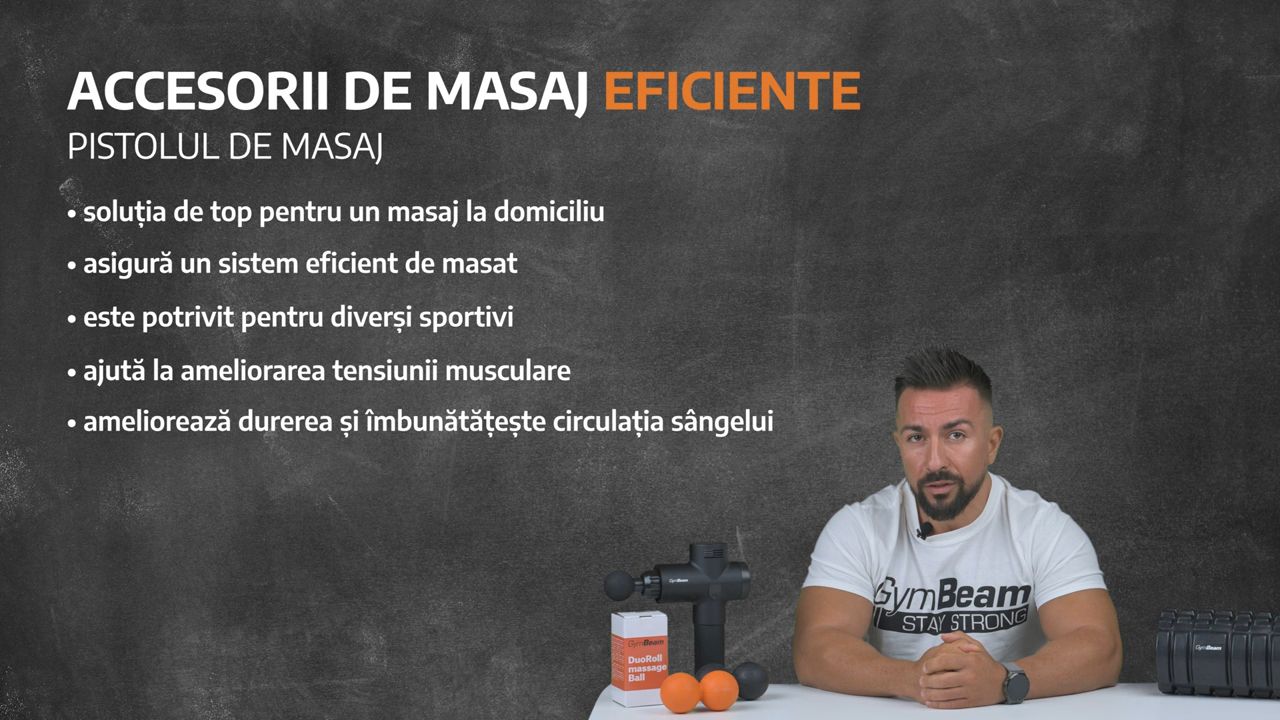 ACCESORII DE MASAJ EFICIENTE
PISTOLUL DE MASAJ
• soluția de top pentru un masaj la domiciliu
• asigură un sistem eficient de masat
• este potrivit pentru diverși sportivi
• ajută la ameliorarea tensiunii musculare
• ameliorează durerea și îmbunătățește circulația sângelui
GymBeam
GymBeam
STAY STRONG
GymBeam
DuoRoll
massage
Ball
GymBeam